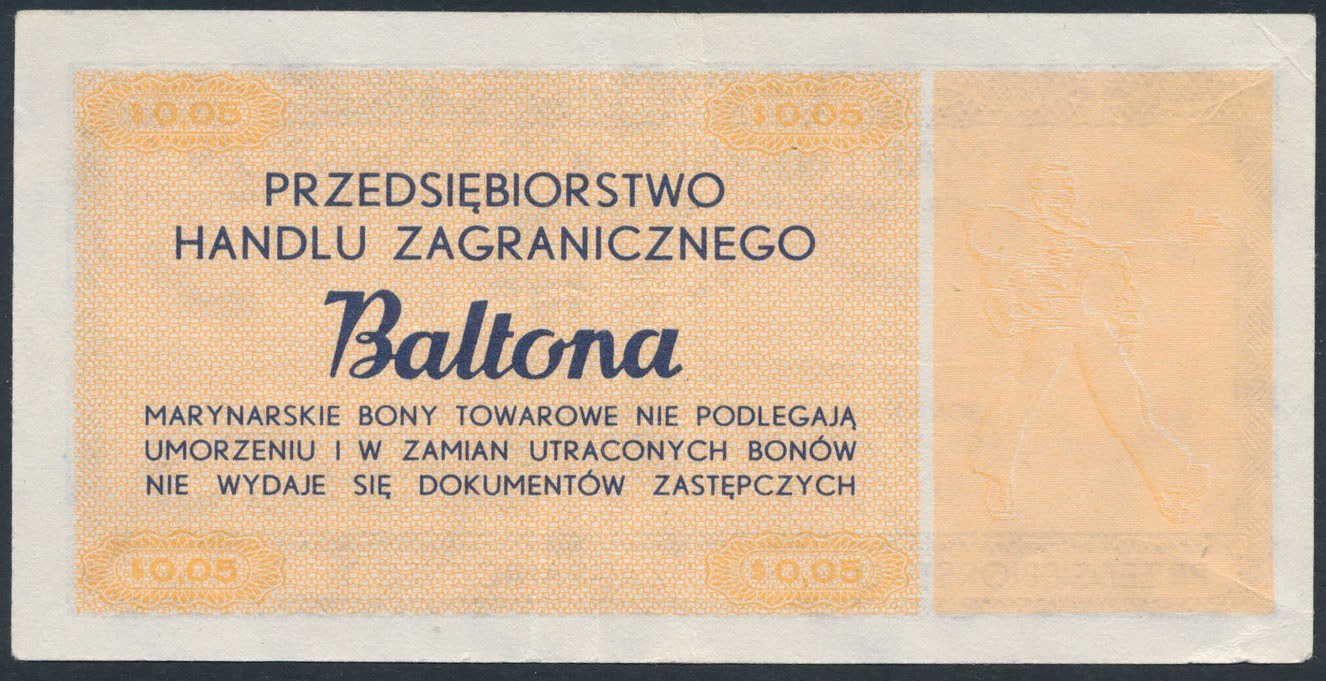 $0,05 $0,05
PRZEDSIĘBIORSTWO
HANDLU ZAGRANICZNEGO
Baltona
MARYNARSKIE BONY TOWAROWE NIE PODLEGAJĄ
UMORZENIU I W ZAMIAN UTRACONYCH BONÓW
NIE WYDAJE SIĘ DOKUMENTÓW ZASTĘPCZYCH
$0,05 $0,05